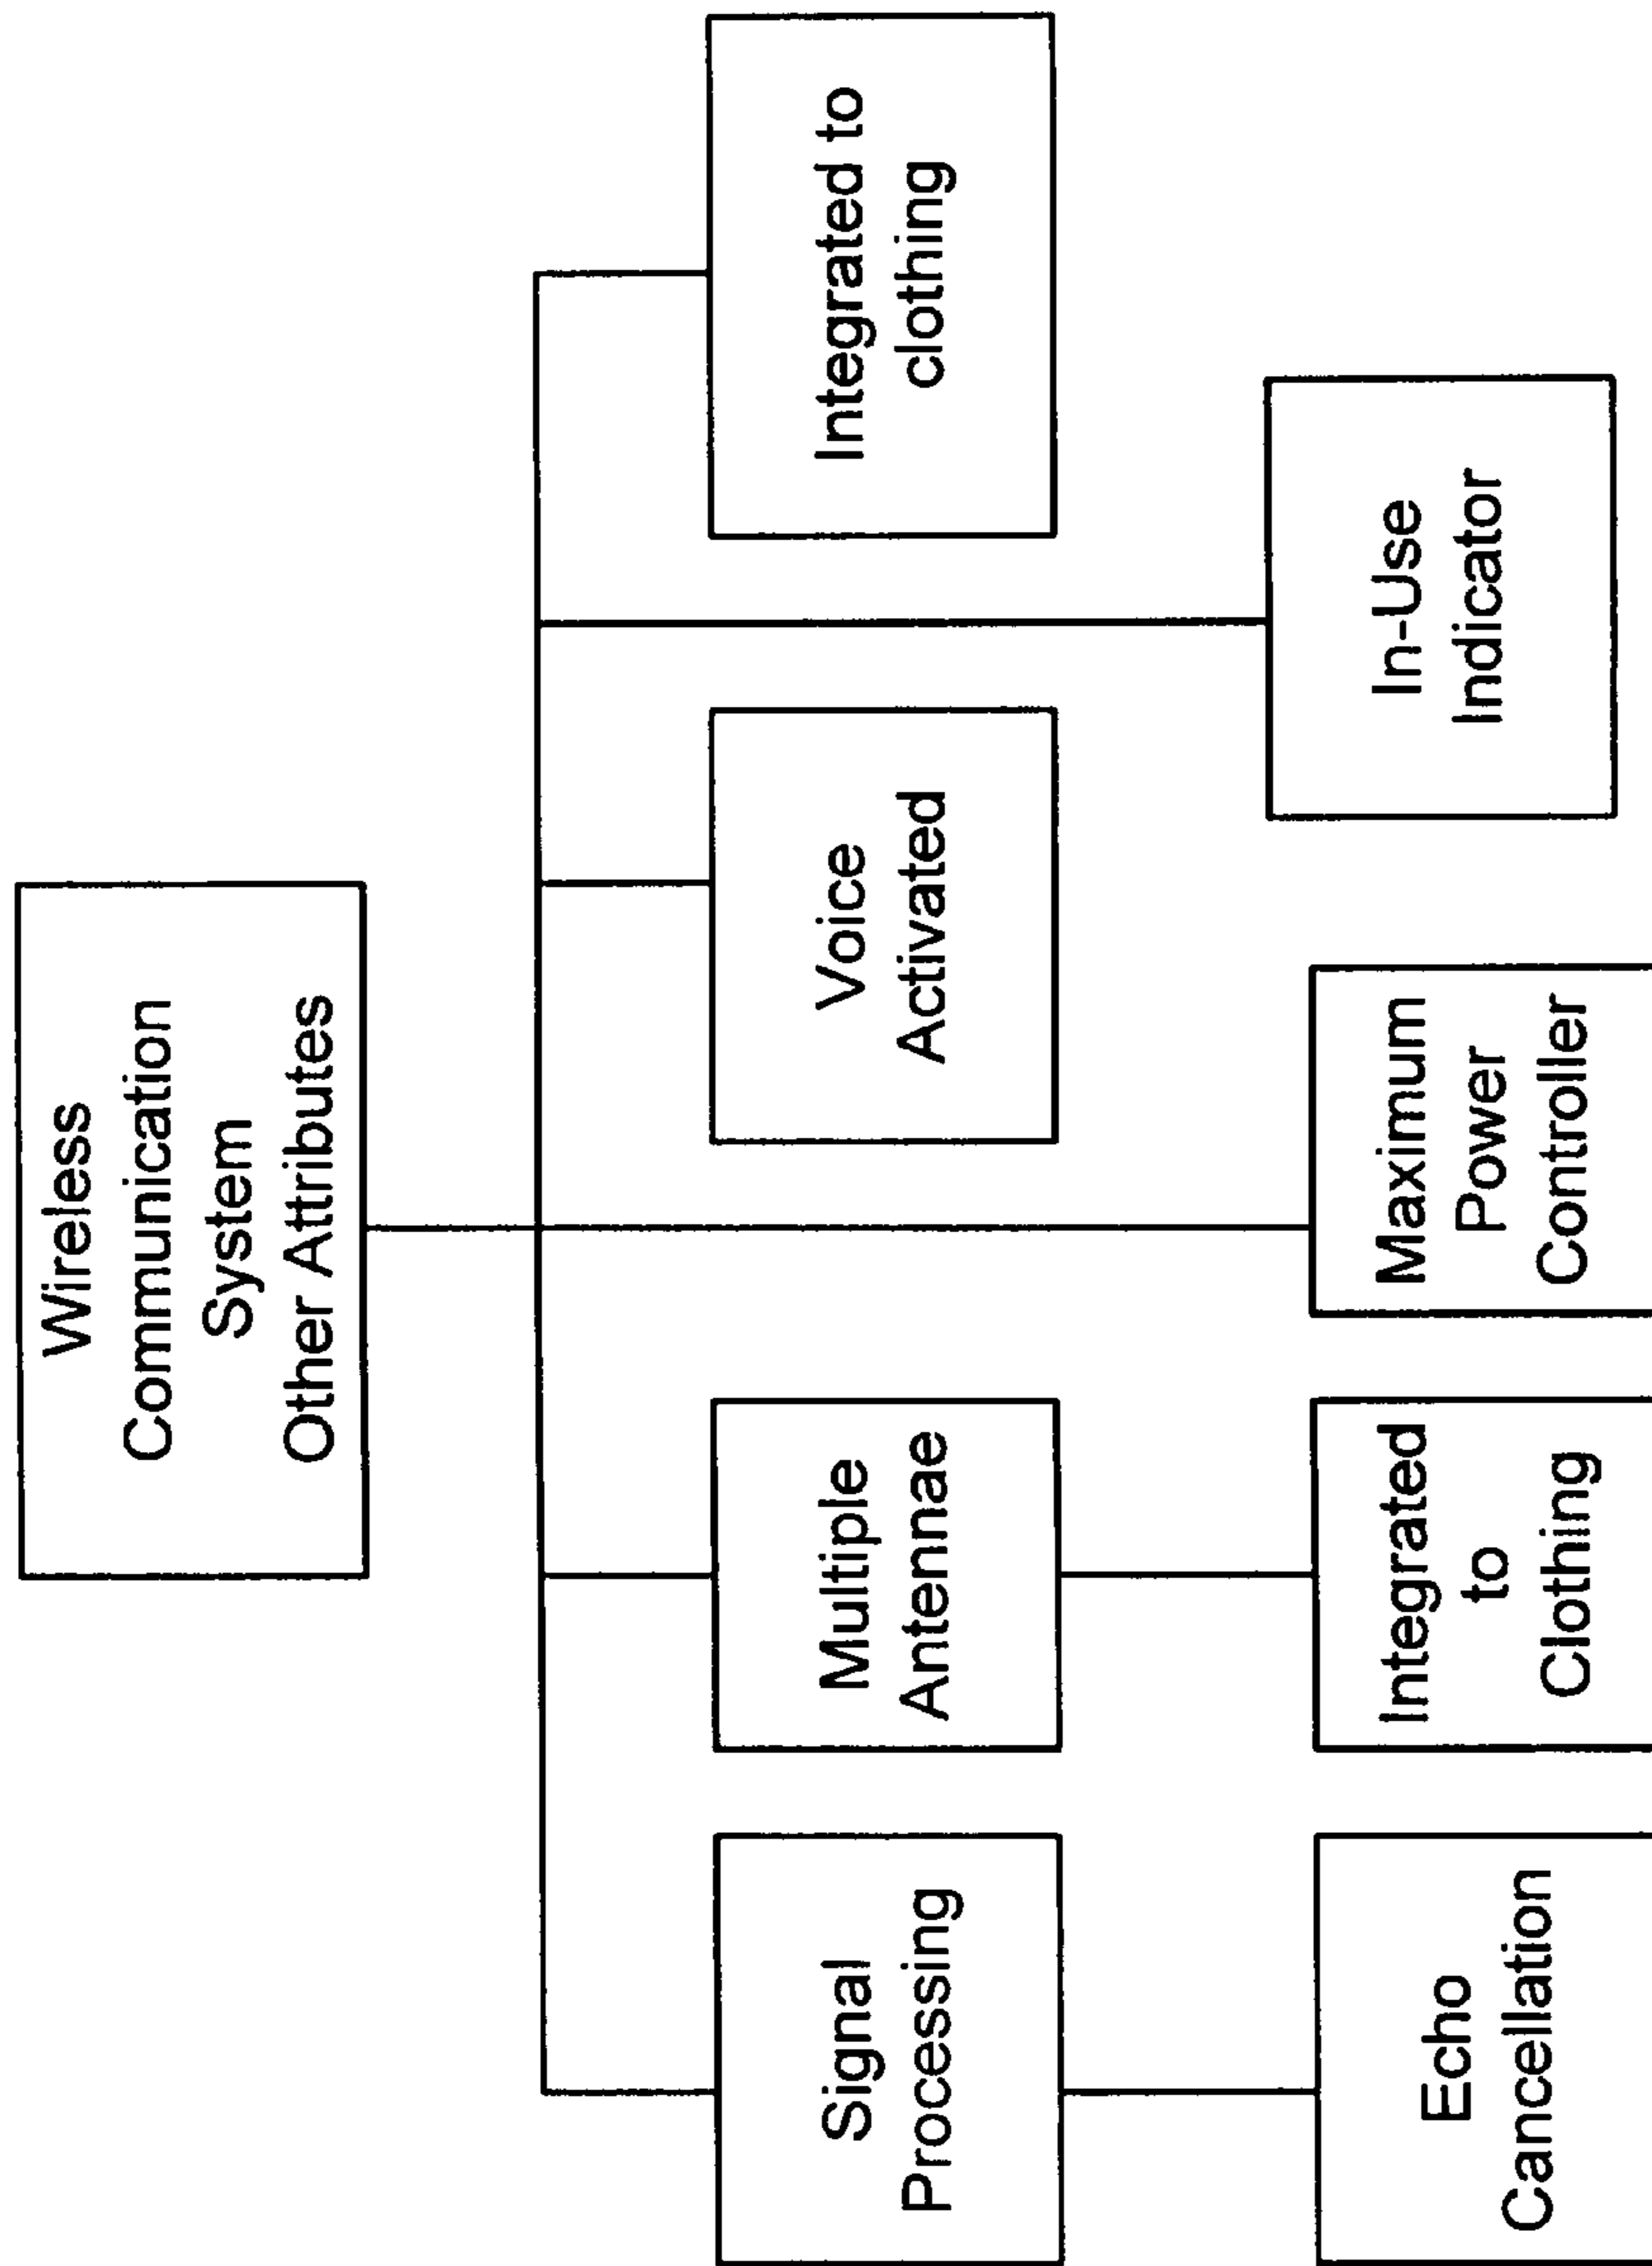 Wireless
Communication
System
Other Attributes
Signal
Processing
Multiple
Antennae
Voice
Activated
Integrated to
clothing
Echo
Cancellation
Integrated
to
Clothing
Maximum
Power
Controller
In-Use
Indicator